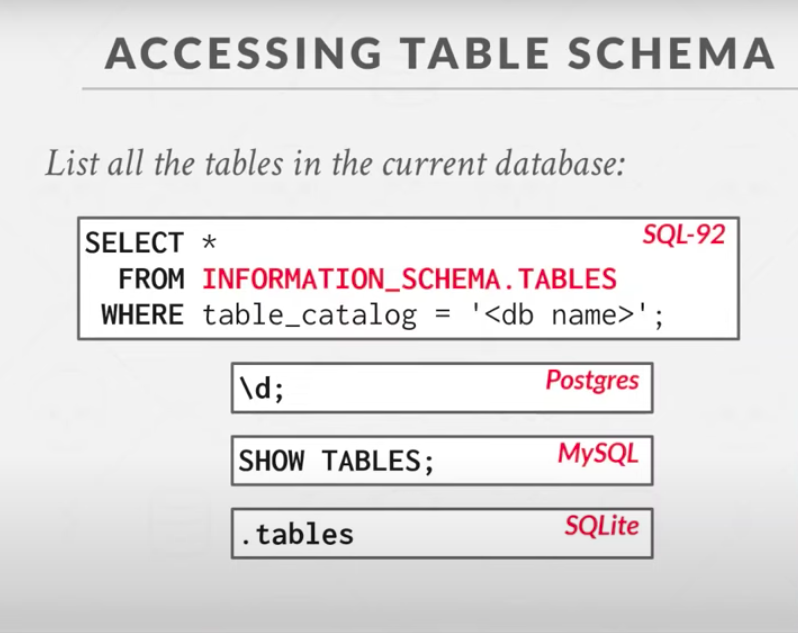 ACCESSING TABLE SCHEMA
List all the tables in the current database:
SELECT * SQL-92
FROM INFORMATION_SCHEMA.TABLES
WHERE table_catalog = '<db name>';
\d; Postgres
SHOW TABLES; MySQL
.tables SQLite